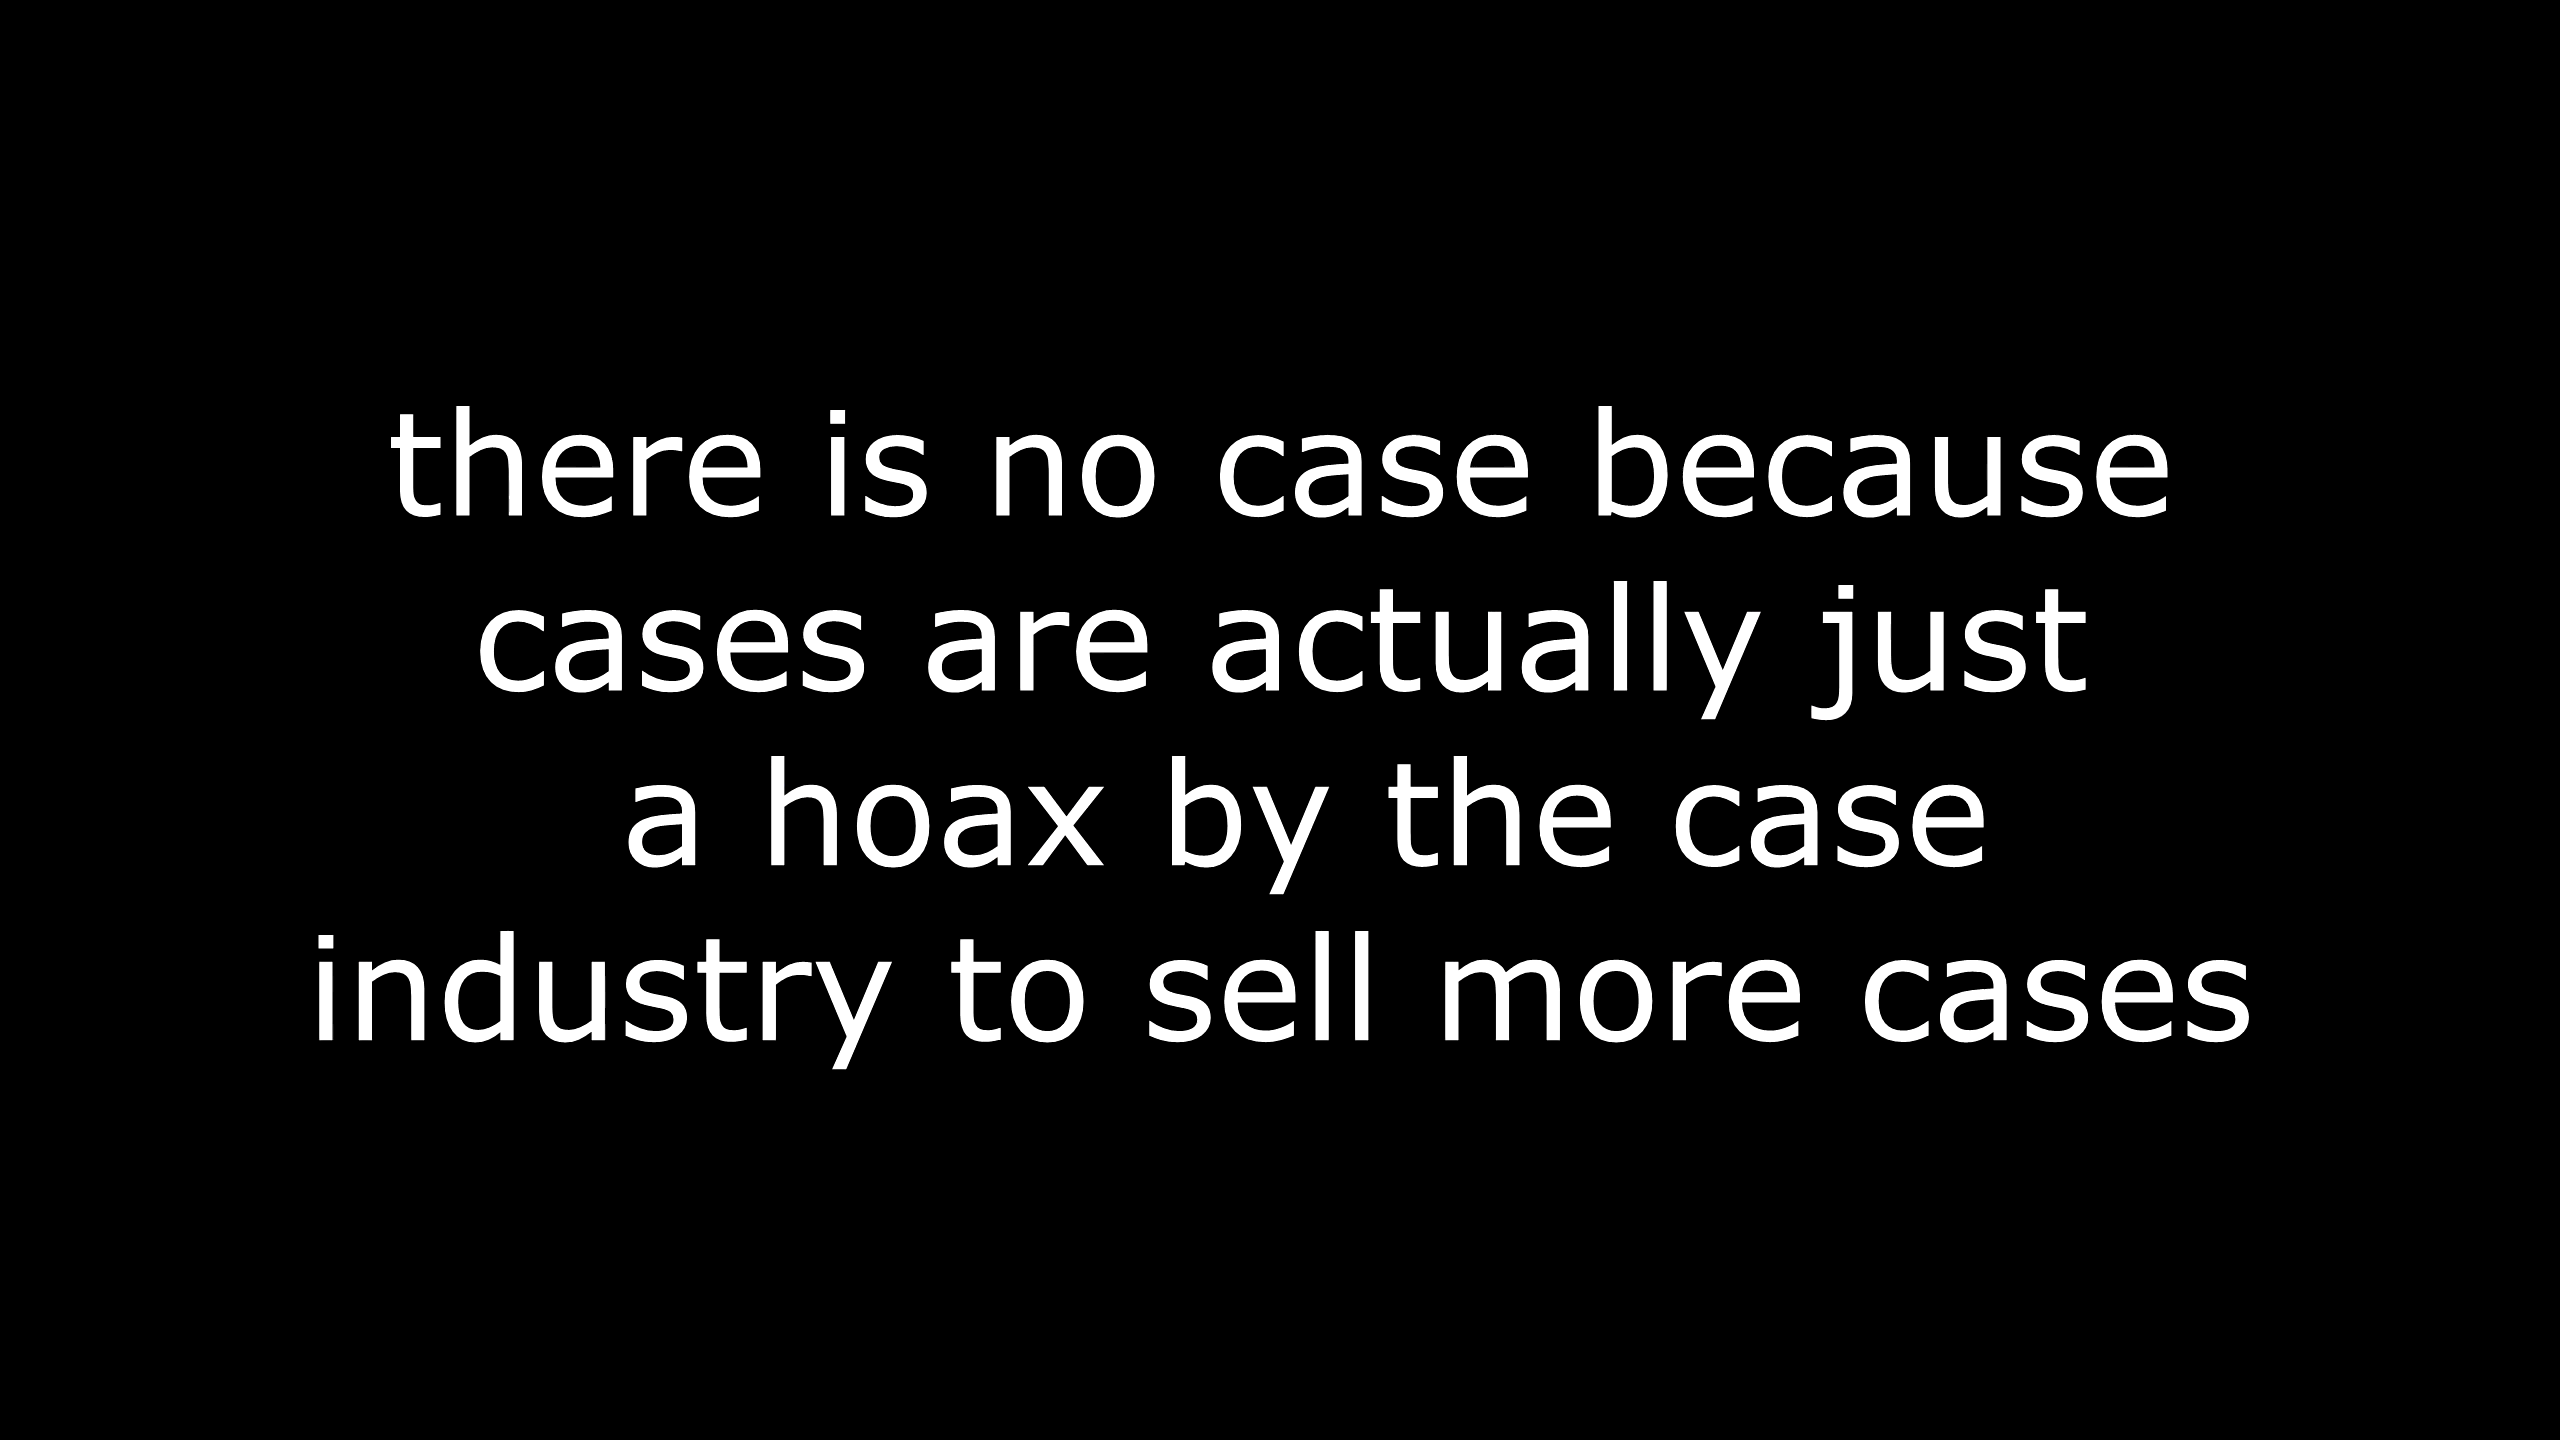 there is no case because
cases are actually just
a hoax by the case
industry to sell more cases